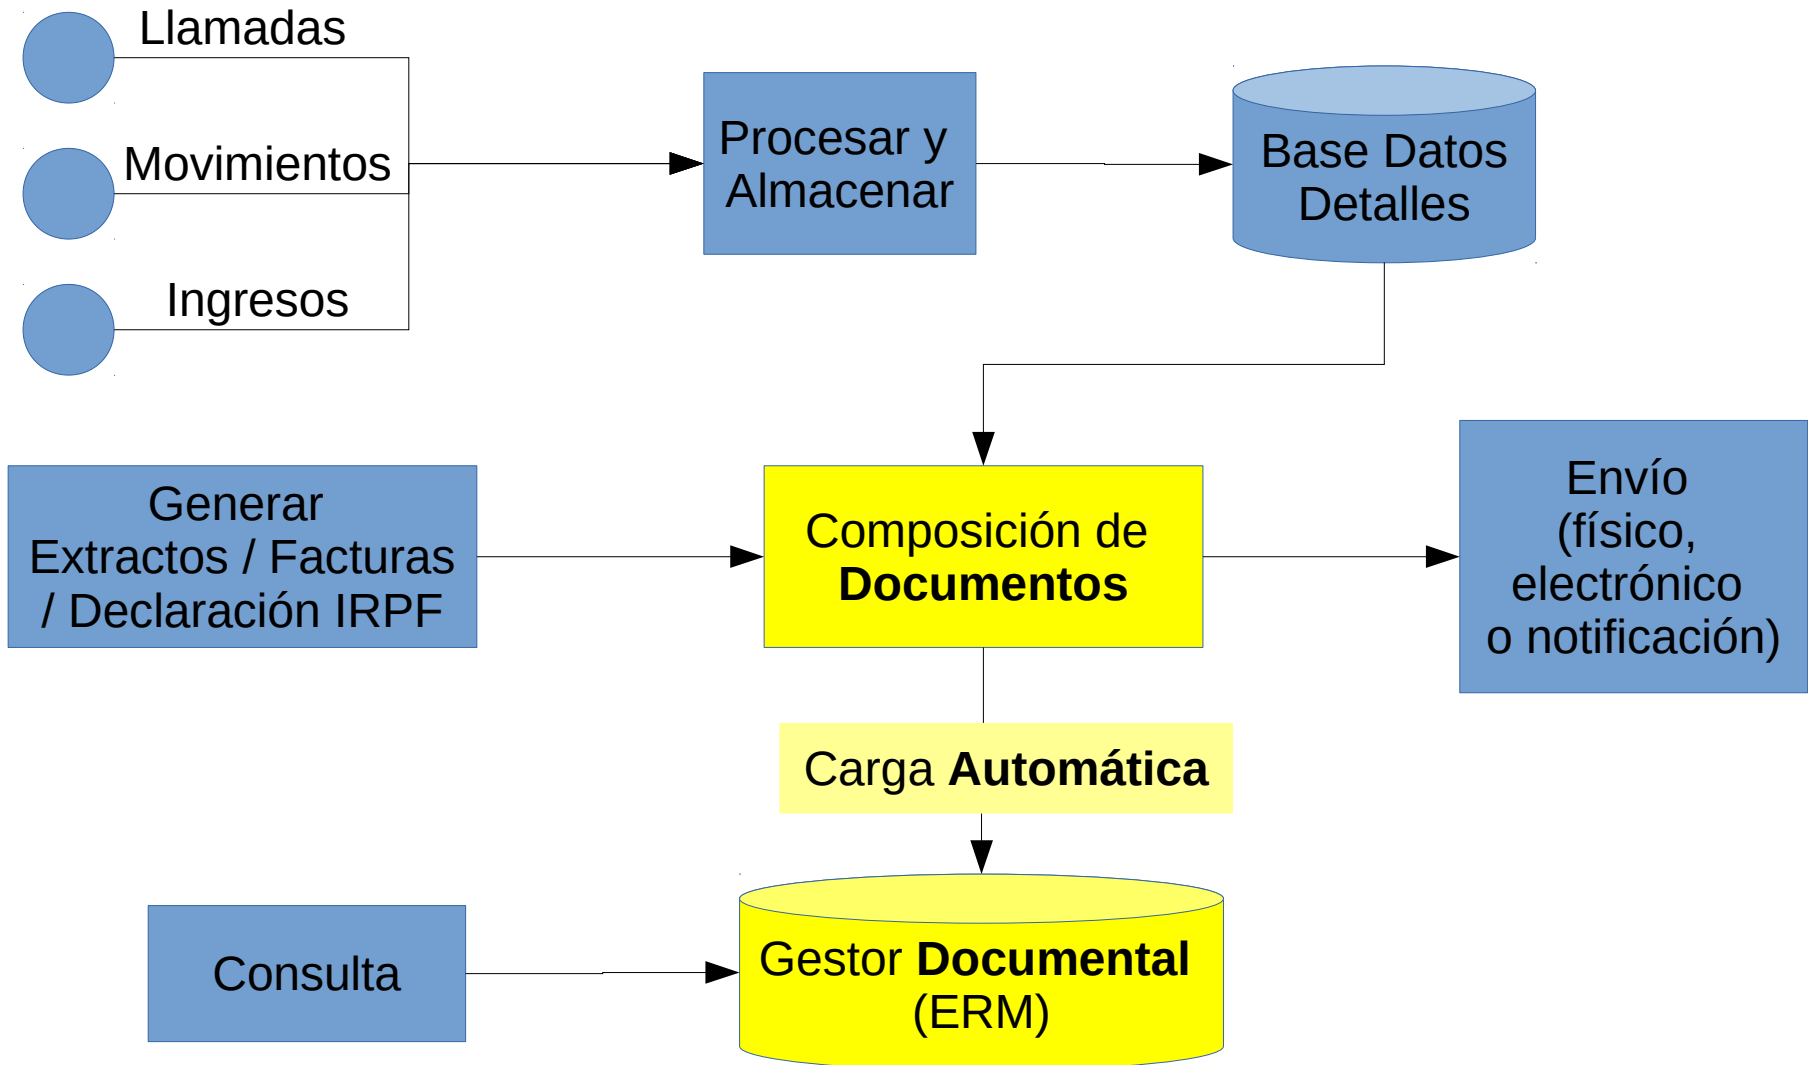 Llamadas
Movimientos
Ingresos
Procesar y
Almacenar
Base Datos
Detalles
Generar
Extractos / Facturas
/ Declaración IRPF
Composición de
Documentos
Envío
(físico,
electrónico
o notificación)
Carga Automática
Consulta
Gestor Documental
(ERM)